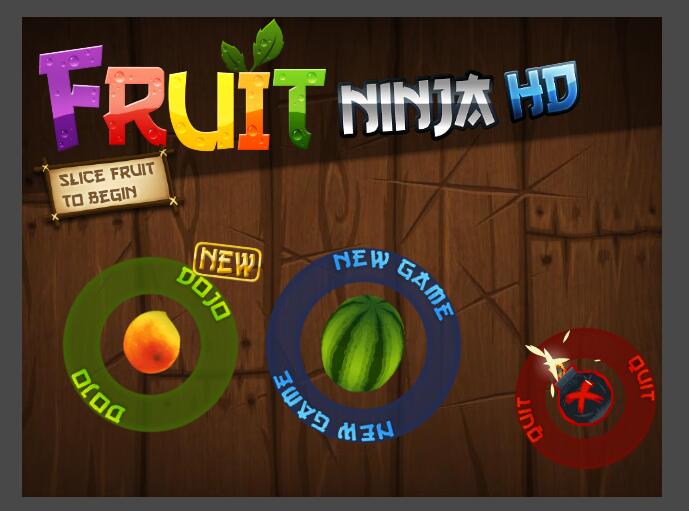 FRUIT NINJA HD
SLICE FRUIT
TO BEGIN
NEW
DOJO
DOJO
NEW GAME
NEW GAME
QUIT
QUIT